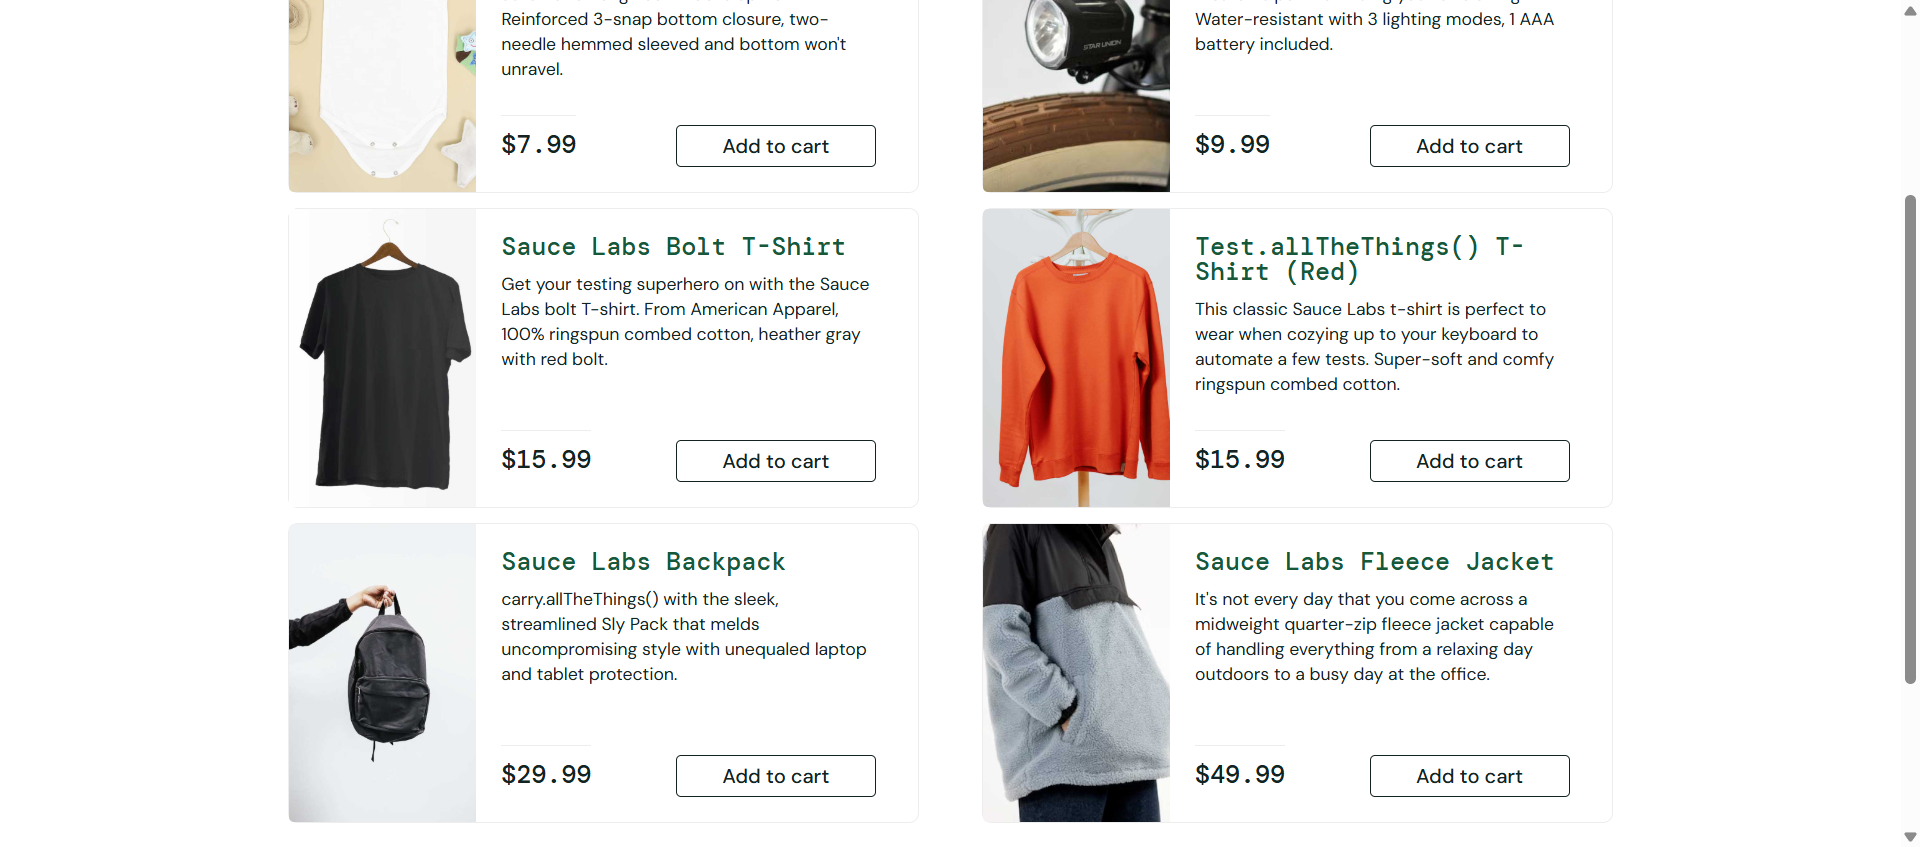 Reinforced 3-snap bottom closure, two-
needle hemmed sleeved and bottom won't
unravel.
$7.99
Add to cart
STAR UNION
Water-resistant with 3 lighting modes, 1 AAA
battery included.
$9.99
Add to cart
Sauce Labs Bolt T-Shirt
Get your testing superhero on with the Sauce
Labs bolt T-shirt. From American Apparel,
100% ringspun combed cotton, heather gray
with red bolt.
$15.99
Add to cart
Test.allTheThings() T-
Shirt (Red)
This classic Sauce Labs t-shirt is perfect to
wear when cozying up to your keyboard to
automate a few tests. Super-soft and comfy
ringspun combed cotton.
$15.99
Add to cart
Sauce Labs Backpack
carry.allTheThings() with the sleek,
streamlined Sly Pack that melds
uncompromising style with unequaled laptop
and tablet protection.
$29.99
Add to cart
Sauce Labs Fleece Jacket
It's not every day that you come across a
midweight quarter-zip fleece jacket capable
of handling everything from a relaxing day
outdoors to a busy day at the office.
$49.99
Add to cart